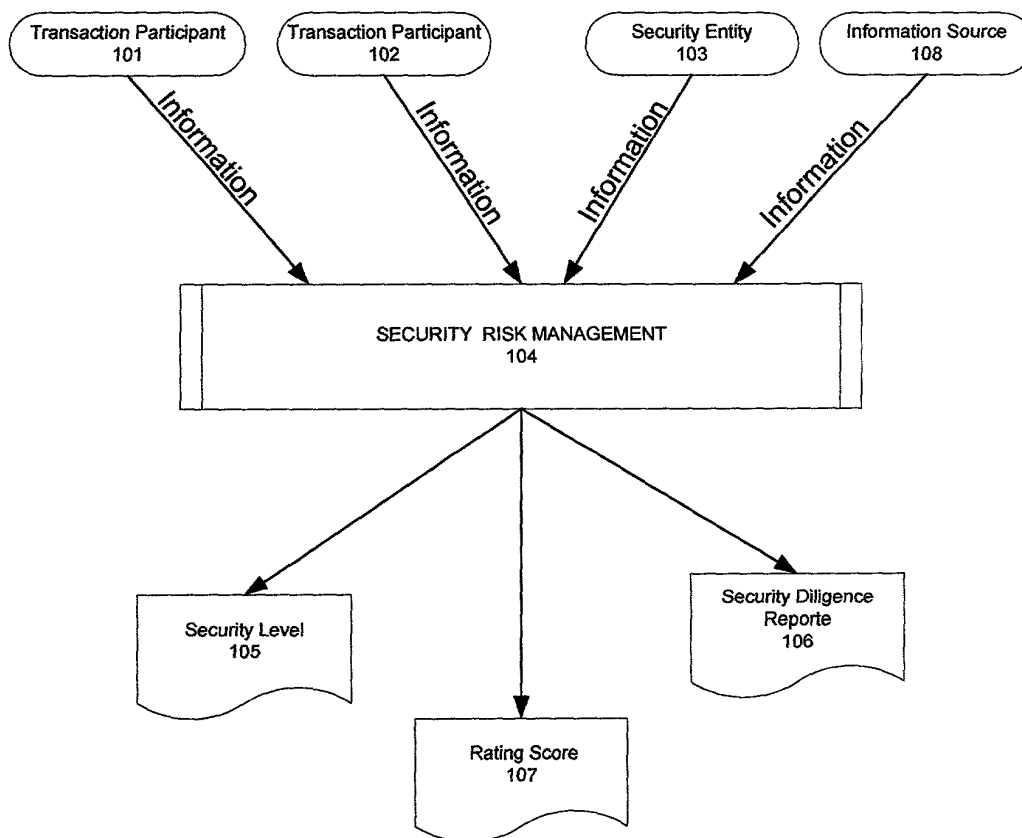 Transaction Participant
101
Transaction Participant
102
Security Entity
103
Information Source
108
Information
Information
Information
Information
SECURITY RISK MANAGEMENT
104
Security Level
105
Security Diligence
Reporte
106
Rating Score
107